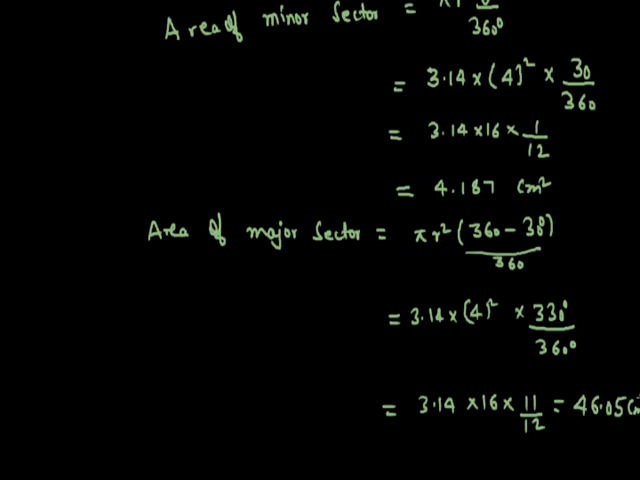 Area of minor Sector = πr θ/360°
= 3.14 × (4)² × 30/360
= 3.14 × 16 × 1/12
= 4.187 cm²
Area of major Sector = πr² (360 - 30°)/360
= 3.14 × (4)² × 330°/360°
= 3.14 × 16 × 11/12 = 46.05 cm